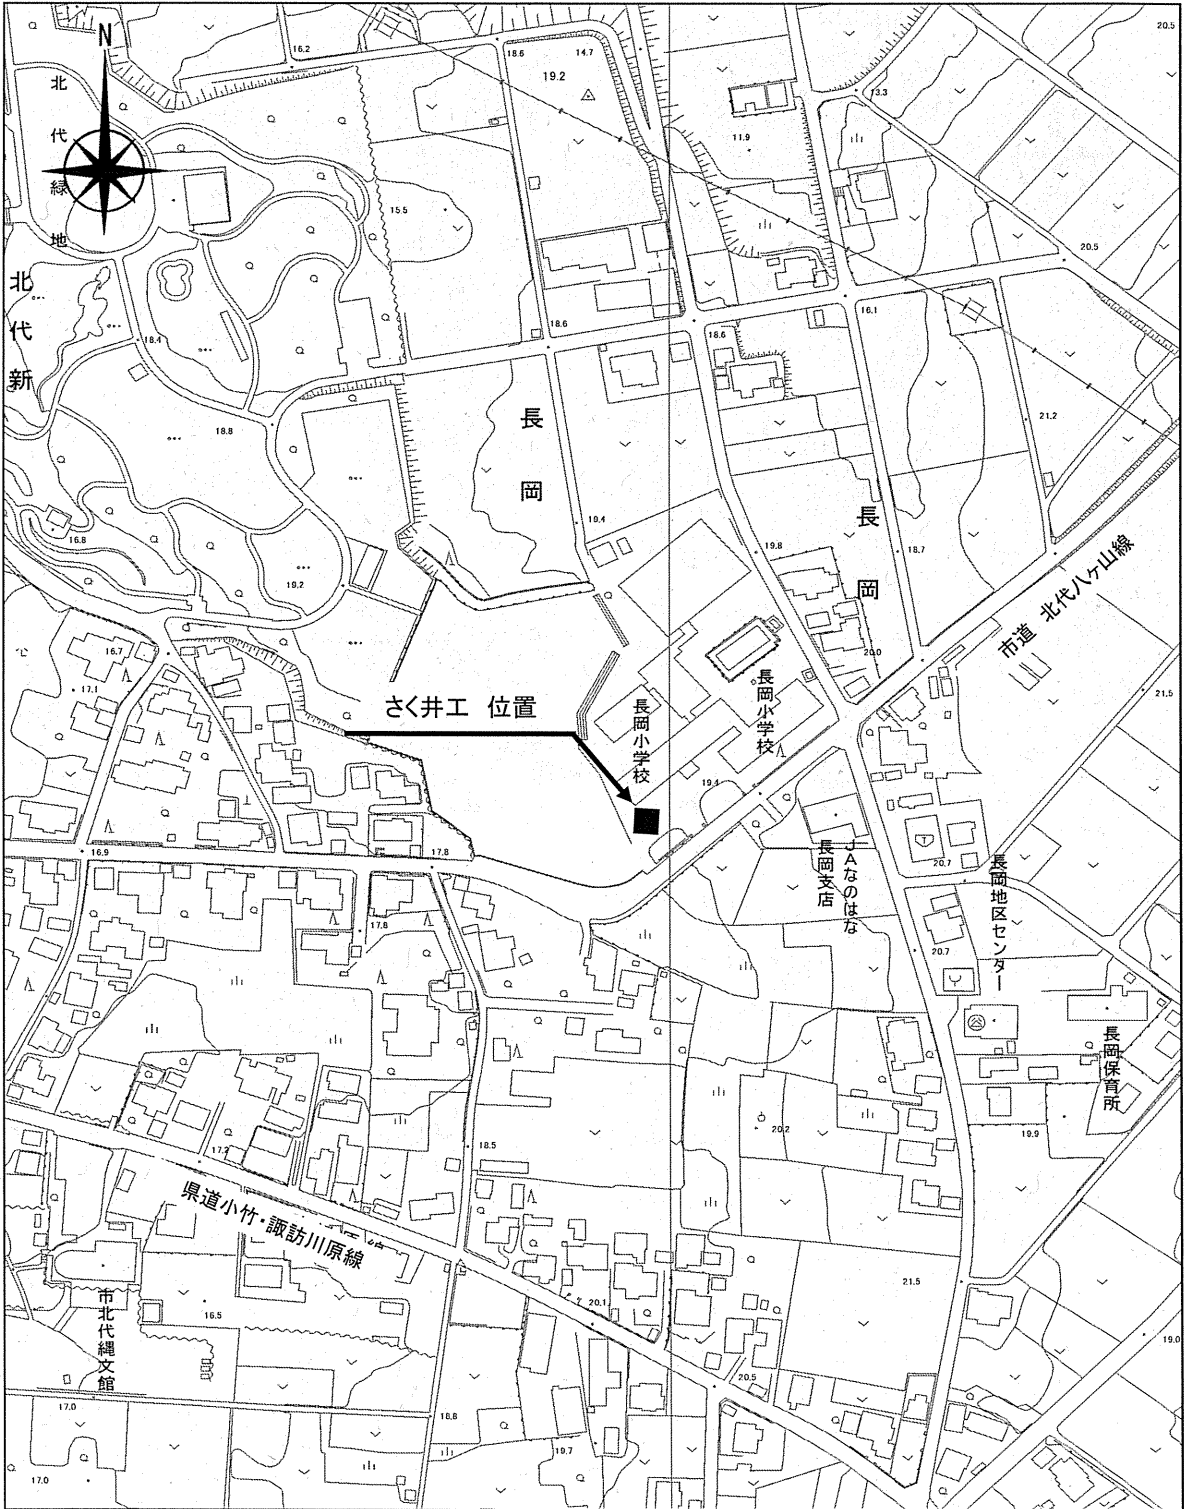 N
北代緑地
北代新
長岡
長岡
市道 北代八ヶ山線
さく井工 位置
長岡小学校
長岡小学校
JAなのはな
長岡支店
長岡地区センター
長岡保育所
県道小竹・諏訪川原線
市北代縄文館
16.2
18.6
14.7
19.2
20.5
13.3
11.9
15.5
20.5
18.6
16.1
18.6
18.4
18.8
21.2
19.4
19.8
18.7
16.8
19.2
16.7
17.1
20.0
21.5
19.4
16.9
17.8
20.7
17.8
20.7
20.2
19.9
18.5
17.2
21.5
16.5
20.1
19.0
20.5
17.0
18.8
19.7
17.0